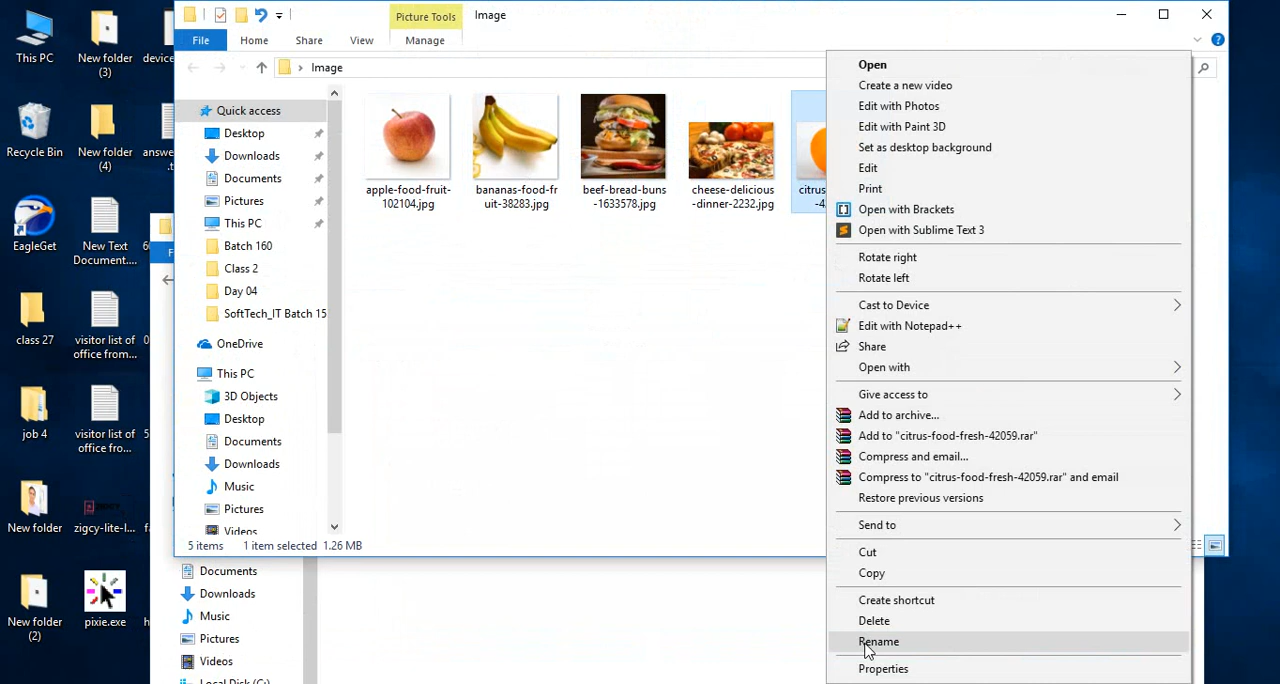 This PC
New folder
(3)
device
Recycle Bin
New folder
(4)
answe
.t
EagleGet
New Text
Document....
class 27
visitor list of
office from...
job 4
visitor list of
office fro...
New folder
zigcy-lite-l...
New folder
(2)
pixie.exe
Picture Tools
Image
File
Home
Share
View
Manage
Image
Quick access
Desktop
Downloads
Documents
Pictures
This PC
Batch 160
Class 2
Day 04
SoftTech_IT Batch 15
OneDrive
This PC
3D Objects
Desktop
Documents
Downloads
Music
Pictures
Videos
5 items 1 item selected 1.26 MB
apple-food-fruit-
102104.jpg
bananas-food-fr
uit-38283.jpg
beef-bread-buns
-1633578.jpg
cheese-delicious
-dinner-2232.jpg
citrus
-4
Open
Create a new video
Edit with Photos
Edit with Paint 3D
Set as desktop background
Edit
Print
Open with Brackets
Open with Sublime Text 3
Rotate right
Rotate left
Cast to Device
Edit with Notepad++
Share
Open with
Give access to
Add to archive...
Add to "citrus-food-fresh-42059.rar"
Compress and email...
Compress to "citrus-food-fresh-42059.rar" and email
Restore previous versions
Send to
Cut
Copy
Create shortcut
Delete
Rename
Properties
Documents
Downloads
Music
Pictures
Videos
Local Disk (C:)